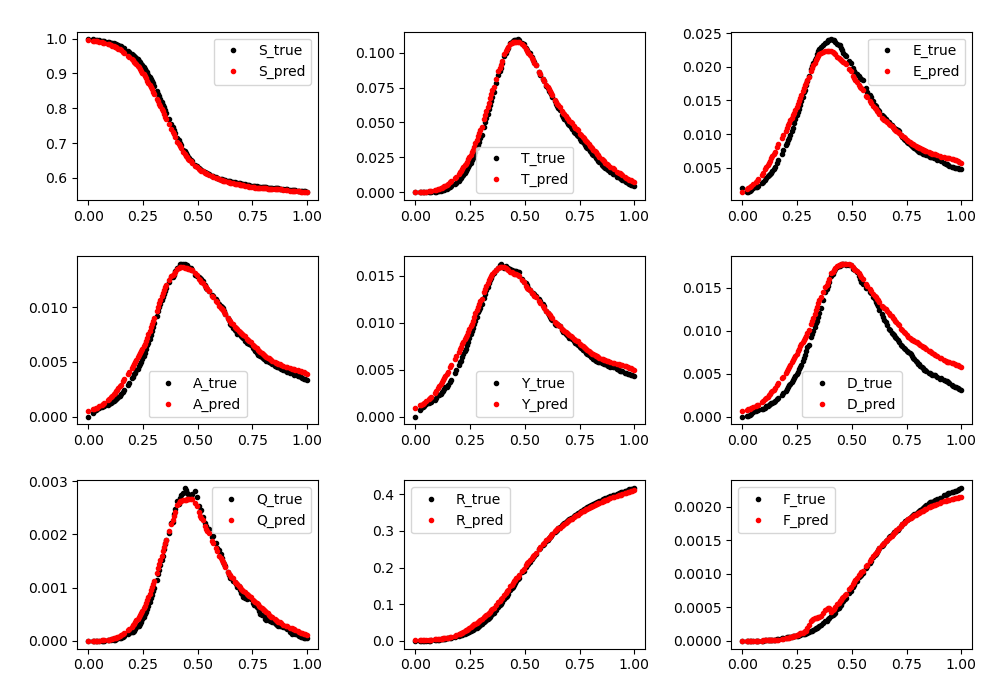 1.0
0.9
0.8
0.7
0.6
0.00 0.25 0.50 0.75 1.00
S_true
S_pred
0.100
0.075
0.050
0.025
0.000
0.00 0.25 0.50 0.75 1.00
T_true
T_pred
0.025
0.020
0.015
0.010
0.005
0.00 0.25 0.50 0.75 1.00
E_true
E_pred
0.010
0.005
0.000
0.00 0.25 0.50 0.75 1.00
A_true
A_pred
0.015
0.010
0.005
0.000
0.00 0.25 0.50 0.75 1.00
Y_true
Y_pred
0.015
0.010
0.005
0.000
0.00 0.25 0.50 0.75 1.00
D_true
D_pred
0.003
0.002
0.001
0.000
0.00 0.25 0.50 0.75 1.00
Q_true
Q_pred
0.4
0.3
0.2
0.1
0.0
0.00 0.25 0.50 0.75 1.00
R_true
R_pred
0.0020
0.0015
0.0010
0.0005
0.0000
0.00 0.25 0.50 0.75 1.00
F_true
F_pred